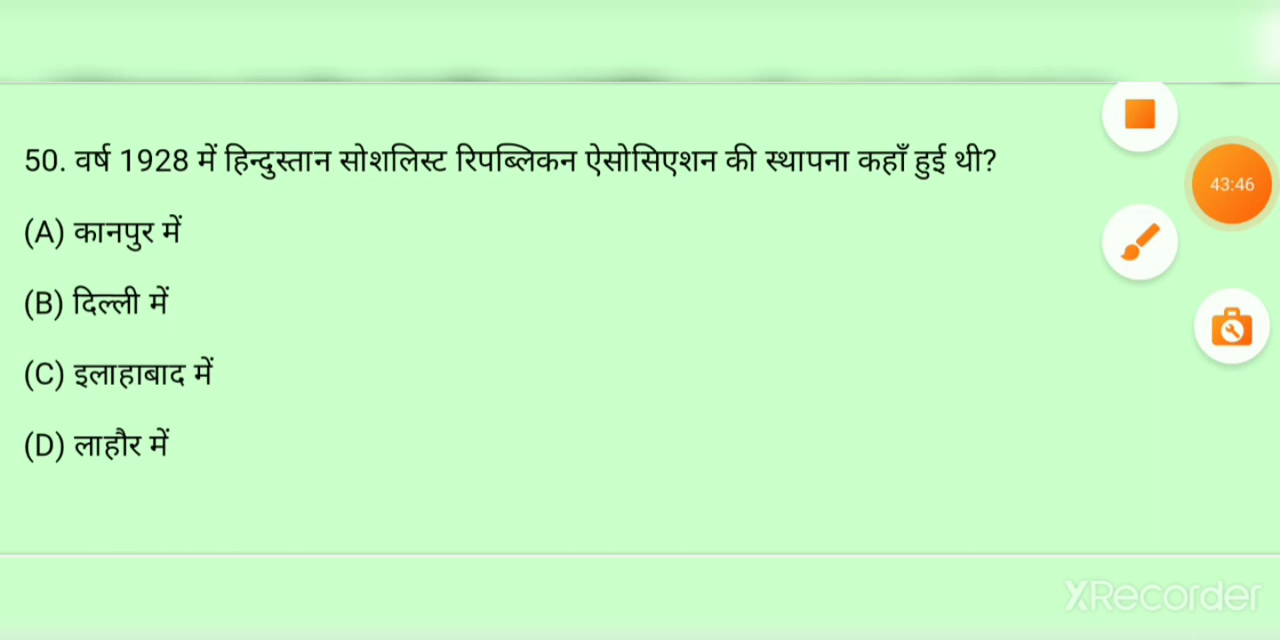 50. वर्ष 1928 में हिन्दुस्तान सोशलिस्ट रिपब्लिकन ऐसोसिएशन की स्थापना कहाँ हुई थी?
(A) कानपुर में
43:46
(B) दिल्ली में
(C) इलाहाबाद में
(D) लाहौर में
XRecorder